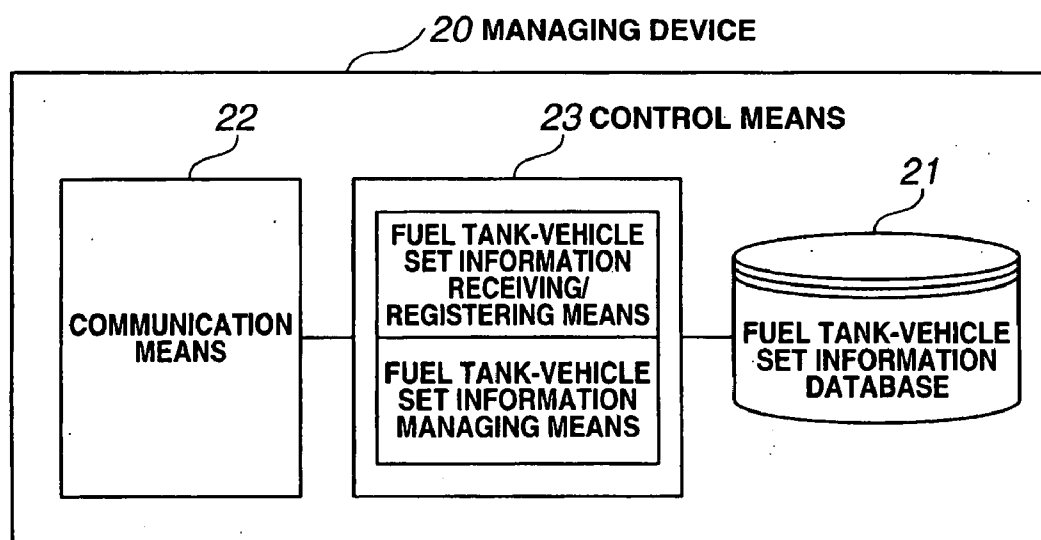 20 MANAGING DEVICE
22
23 CONTROL MEANS
21
COMMUNICATION
MEANS
FUEL TANK-VEHICLE
SET INFORMATION
RECEIVING/
REGISTERING MEANS
FUEL TANK-VEHICLE
SET INFORMATION
MANAGING MEANS
FUEL TANK-VEHICLE
SET INFORMATION
DATABASE